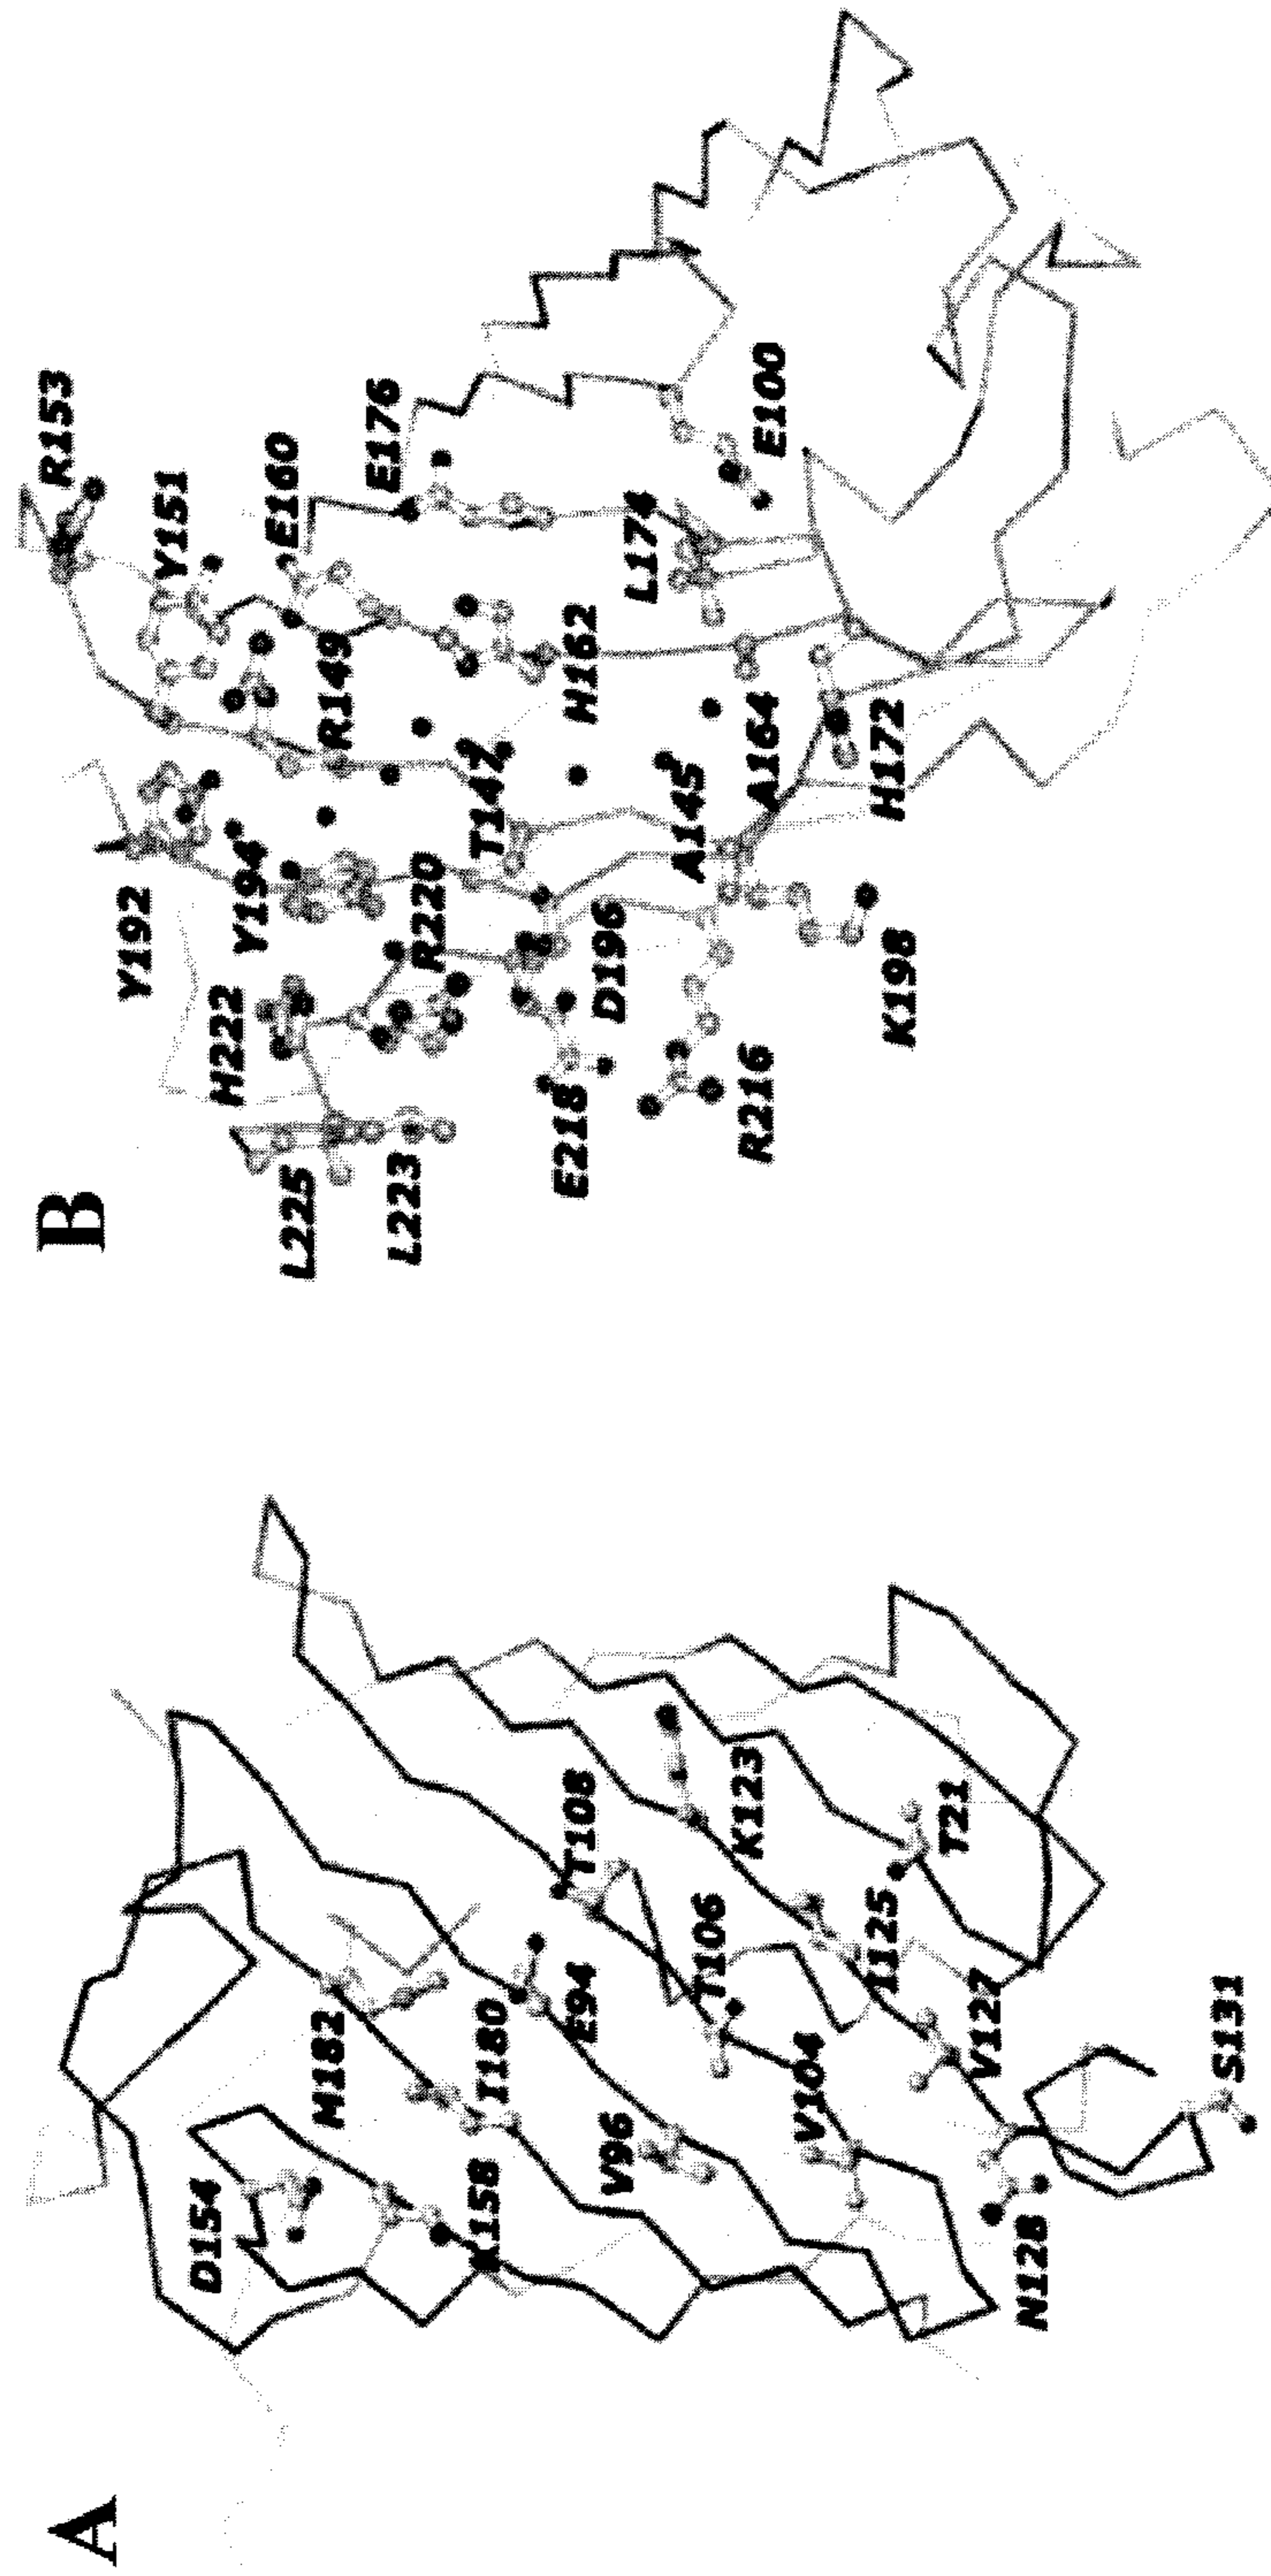 A
D154
M182
K158
I180
E94
T108
V96
T106
K123
V104
I125
T21
V127
N128
S131
B
R153
Y151
E160
E176
Y192
Y194
R149
H222
R220
T147
H162
L174
E100
L225
L223
D196
A145
A164
H172
E218
R216
K198